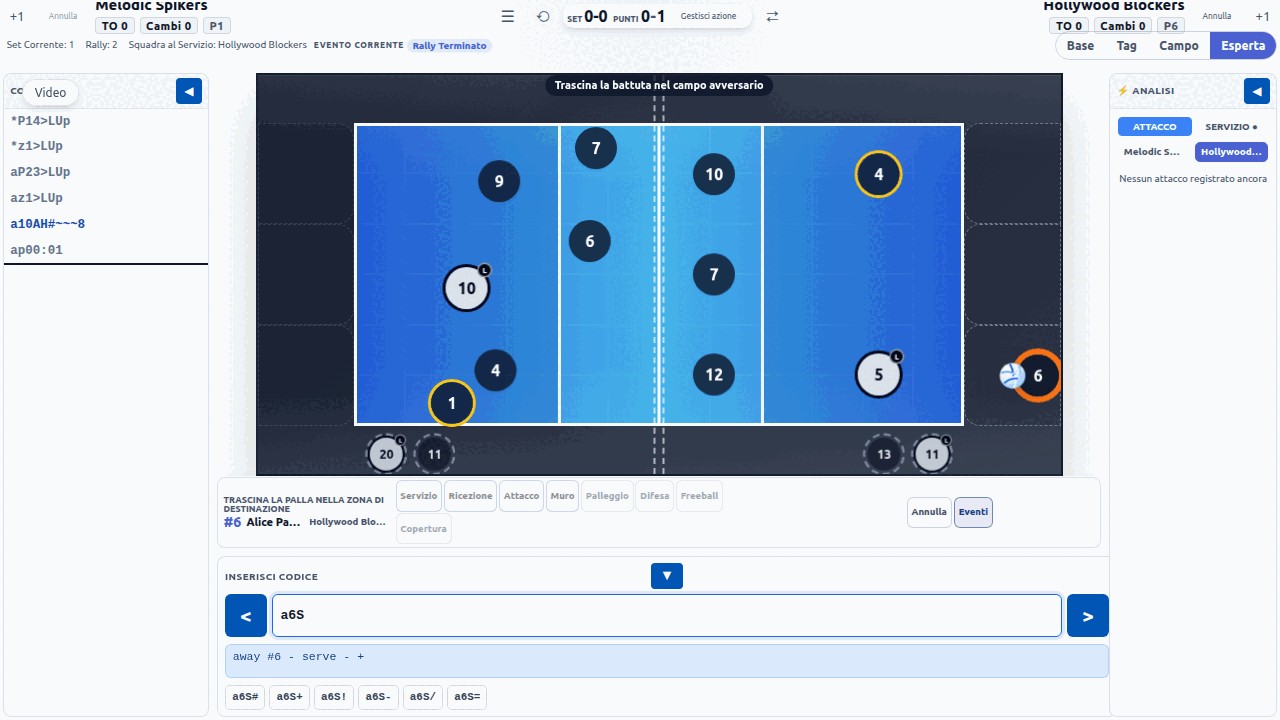 +1
Annulla
Melodic Spikers
TO 0
Cambi 0
P1
☰
SET 0-0 PUNTI 0-1 Gestisci azione
Hollywood Blockers
TO 0
Cambi 0
P6
Annulla
+1
Set Corrente: 1 Rally: 2 Squadra al Servizio: Hollywood Blockers EVENTO CORRENTE Rally Terminato
Base
Tag
Campo
Esperta
CO
Video
◀
*P14>LUp
*z1>LUp
aP23>LUp
az1>LUp
a10AH#~~~8
ap00:01
Trascina la battuta nel campo avversario
7
9
10
4
6
7
10
L
4
12
5
L
6
1
20
L
11
13
11
L
⚡ ANALISI
◀
ATTACCO
SERVIZIO ●
Melodic S...
Hollywood...
Nessun attacco registrato ancora
TRASCINA LA PALLA NELLA ZONA DI
DESTINAZIONE
#6 Alice Pa... Hollywood Blo...
Servizio
Ricezione
Attacco
Muro
Palleggio
Difesa
Freeball
Copertura
Annulla
Eventi
INSERISCI CODICE
▼
<
a6S
>
away #6 - serve - +
a6S#
a6S+
a6S!
a6S-
a6S/
a6S=